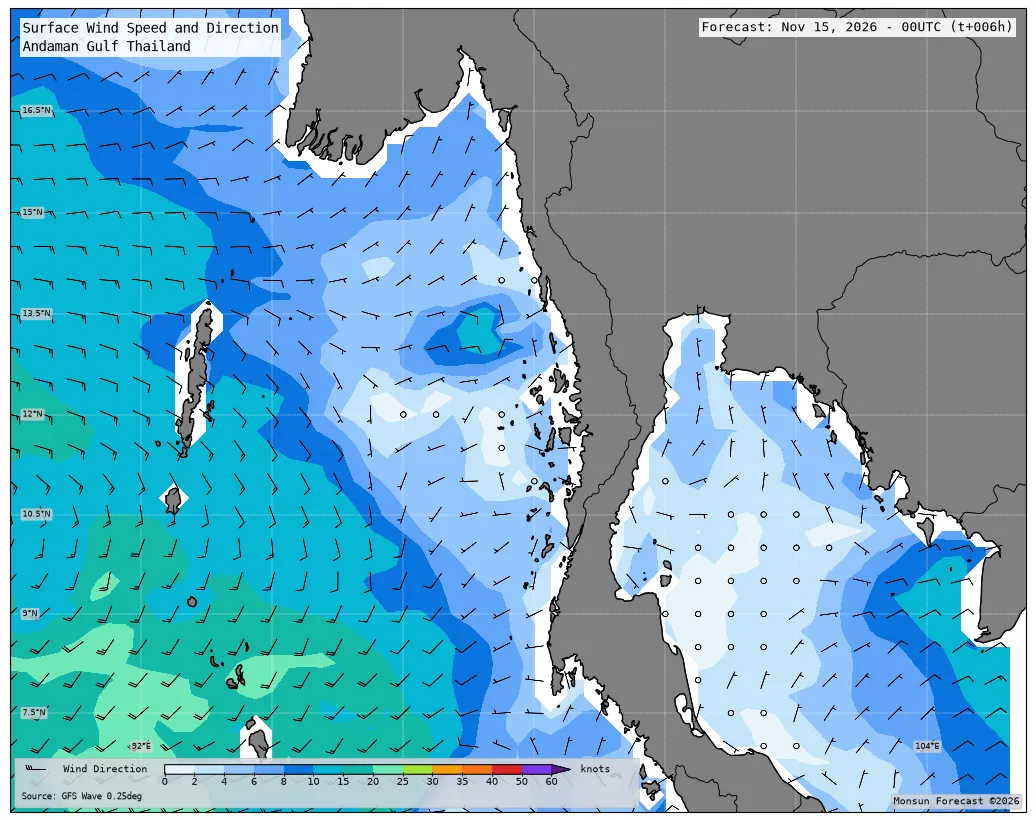 Surface Wind Speed and Direction
Andaman Gulf Thailand
Forecast: Nov 15, 2026 - 00UTC (t+006h)
16.5°N
15°N
13.5°N
12°N
10.5°N
9°N
7.5°N
92°E
104°E
Wind Direction
knots
0 2 4 6 8 10 15 20 25 30 40 50 60
Source: GFS Wave 0.25deg
Monsun Forecast ©2026